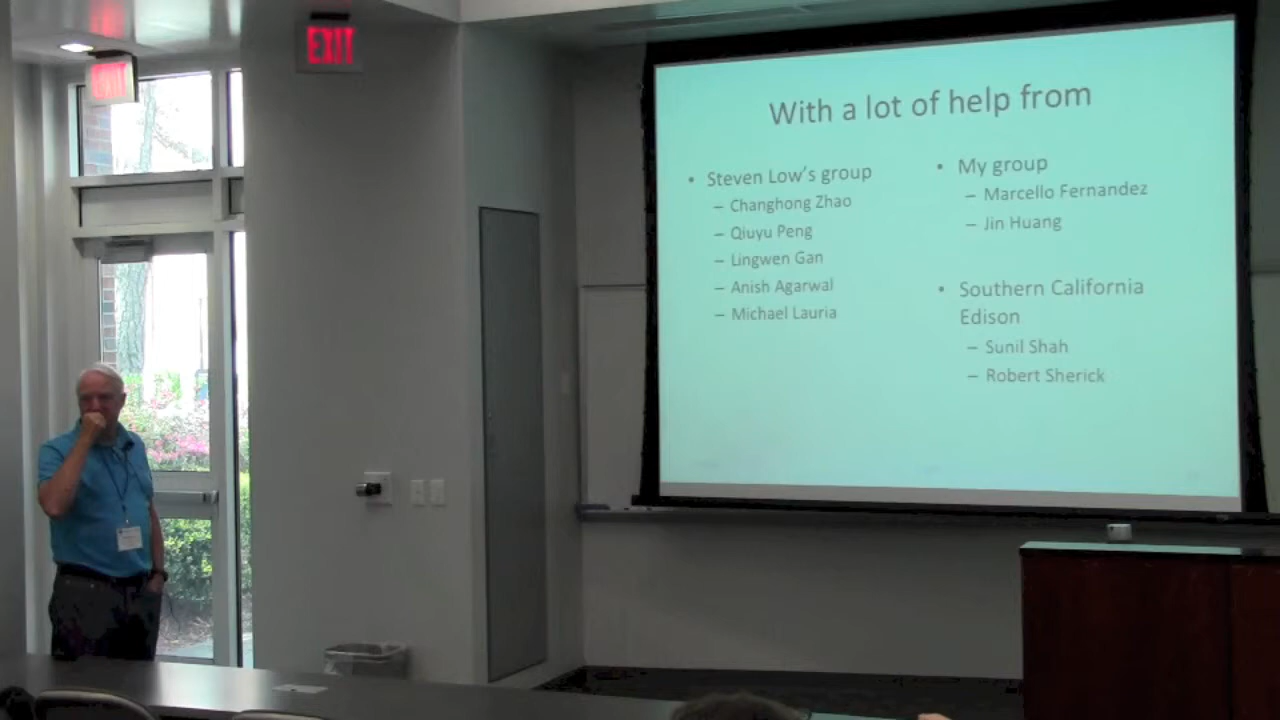 EXIT
EXIT
With a lot of help from
• Steven Low's group
– Changhong Zhao
– Qiuyu Peng
– Lingwen Gan
– Anish Agarwal
– Michael Lauria
• My group
– Marcello Fernandez
– Jin Huang
• Southern California
Edison
– Sunil Shah
– Robert Sherick